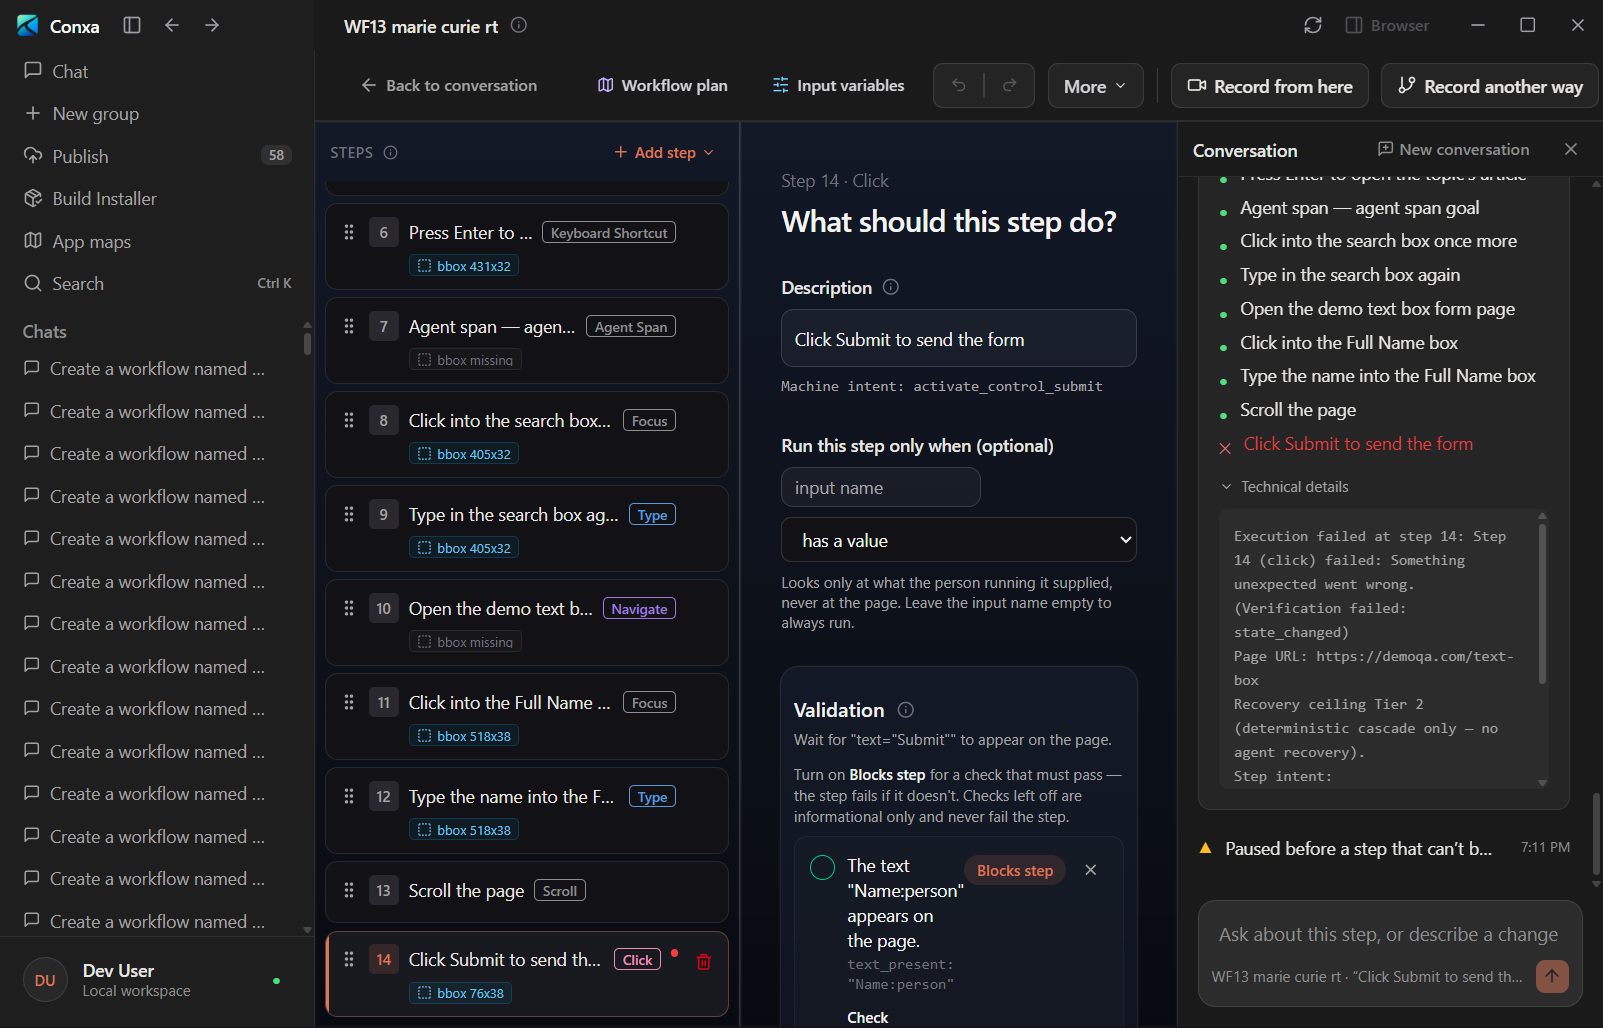 Conxa
WF13 marie curie rt
Browser
Chat
New group
Publish
58
Build Installer
App maps
Search
Ctrl K
Chats
Create a workflow named ...
Create a workflow named ...
Create a workflow named ...
Create a workflow named ...
Create a workflow named ...
Create a workflow named ...
Create a workflow named ...
Create a workflow named ...
Create a workflow named ...
Create a workflow named ...
Create a workflow named ...
Create a workflow named ...
Create a workflow named ...
Create a workflow named ...
DU
Dev User
Local workspace
Back to conversation
Workflow plan
Input variables
More
Record from here
Record another way
STEPS
Add step
6
Press Enter to ...
Keyboard Shortcut
bbox 431x32
7
Agent span — agen...
Agent Span
bbox missing
8
Click into the search box...
Focus
bbox 405x32
9
Type in the search box ag...
Type
bbox 405x32
10
Open the demo text b...
Navigate
bbox missing
11
Click into the Full Name ...
Focus
bbox 518x38
12
Type the name into the F...
Type
bbox 518x38
13
Scroll the page
Scroll
14
Click Submit to send th...
Click
bbox 76x38
Step 14 · Click
What should this step do?
Description
Click Submit to send the form
Machine intent: activate_control_submit
Run this step only when (optional)
input name
has a value
Looks only at what the person running it supplied,
never at the page. Leave the input name empty to
always run.
Validation
Wait for "text="Submit"" to appear on the page.
Turn on Blocks step for a check that must pass —
the step fails if it doesn't. Checks left off are
informational only and never fail the step.
The text
"Name:person"
appears on
the page.
Blocks step
text_present:
"Name:person"
Check
Conversation
New conversation
Press Enter to open the topic's article
Agent span — agent span goal
Click into the search box once more
Type in the search box again
Open the demo text box form page
Click into the Full Name box
Type the name into the Full Name box
Scroll the page
Click Submit to send the form
Technical details
Execution failed at step 14: Step
14 (click) failed: Something
unexpected went wrong.
(Verification failed:
state_changed)
Page URL: https://demoqa.com/text-
box
Recovery ceiling Tier 2
(deterministic cascade only — no
agent recovery).
Step intent:
Paused before a step that can't b...
7:11 PM
Ask about this step, or describe a change
WF13 marie curie rt · "Click Submit to send th...